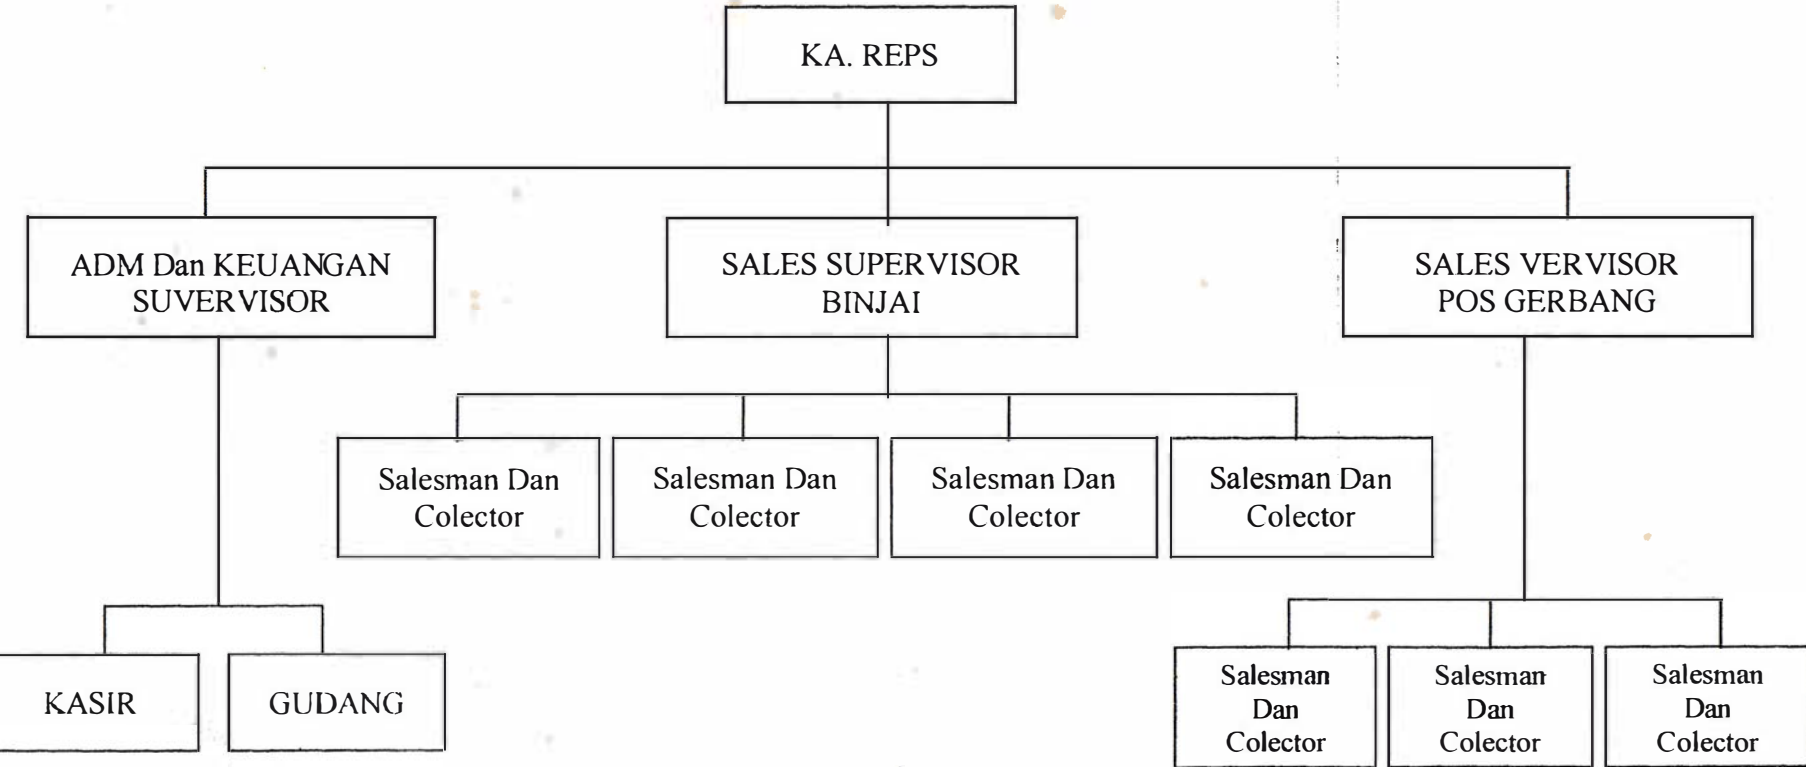 KA. REPS
ADM Dan KEUANGAN
SUVERVISOR
SALES SUPERVISOR
BINJAI
SALES VERVISOR
POS GERBANG
Salesman Dan
Colector
Salesman Dan
Colector
Salesman Dan
Colector
Salesman Dan
Colector
KASIR
GUDANG
Salesman
Dan
Colector
Salesman
Dan
Colector
Salesman
Dan
Colector